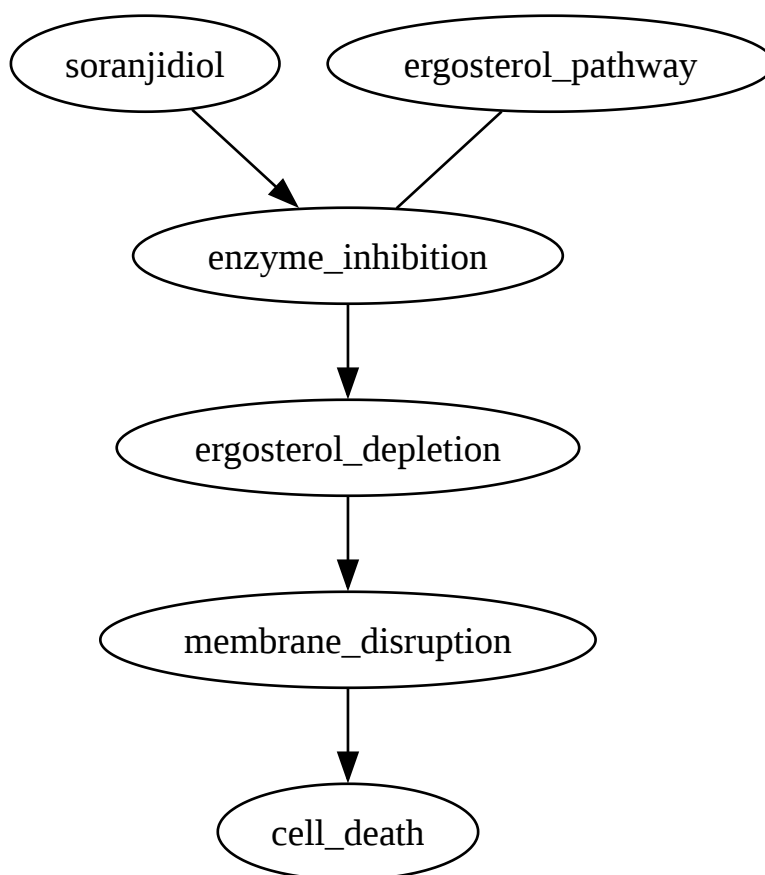 soranjidiol
ergosterol_pathway
enzyme_inhibition
ergosterol_depletion
membrane_disruption
cell_death